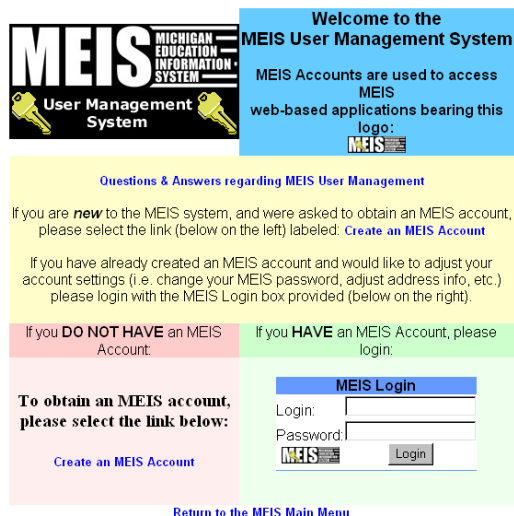 MEIS MICHIGAN
EDUCATION
INFORMATION
SYSTEM
User Management
System
Welcome to the
MEIS User Management System
MEIS Accounts are used to access
MEIS
web-based applications bearing this
logo:
MEIS
Questions & Answers regarding MEIS User Management
If you are new to the MEIS system, and were asked to obtain an MEIS account,
please select the link (below on the left) labeled: Create an MEIS Account
If you have already created an MEIS account and would like to adjust your
account settings (i.e. change your MEIS password, adjust address info, etc.)
please login with the MEIS Login box provided (below on the right).
If you DO NOT HAVE an MEIS
Account:
To obtain an MEIS account,
please select the link below:
Create an MEIS Account
If you HAVE an MEIS Account, please
login:
MEIS Login
Login:
Password:
MEIS
Login
Return to the MEIS Main Menu